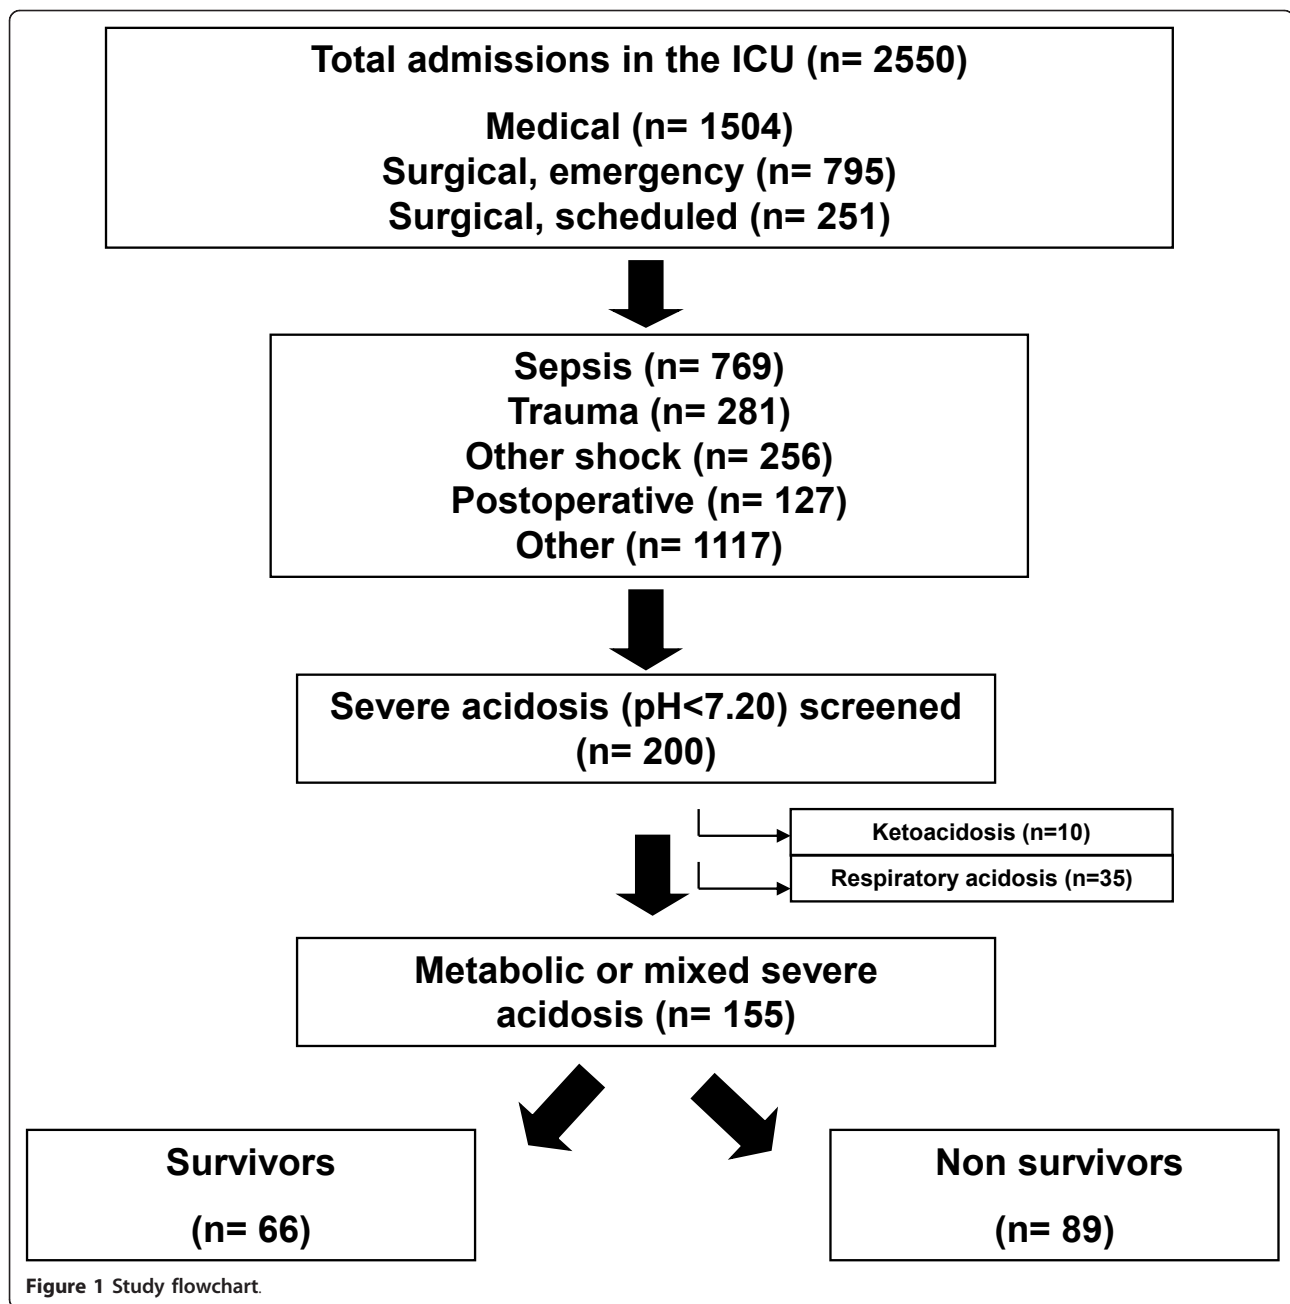 Total admissions in the ICU (n= 2550)
Medical (n= 1504)
Surgical, emergency (n= 795)
Surgical, scheduled (n= 251)
Sepsis (n= 769)
Trauma (n= 281)
Other shock (n= 256)
Postoperative (n= 127)
Other (n= 1117)
Severe acidosis (pH<7.20) screened
(n= 200)
Ketoacidosis (n=10)
Respiratory acidosis (n=35)
Metabolic or mixed severe
acidosis (n= 155)
Survivors
(n= 66)
Non survivors
(n= 89)
Figure 1 Study flowchart.